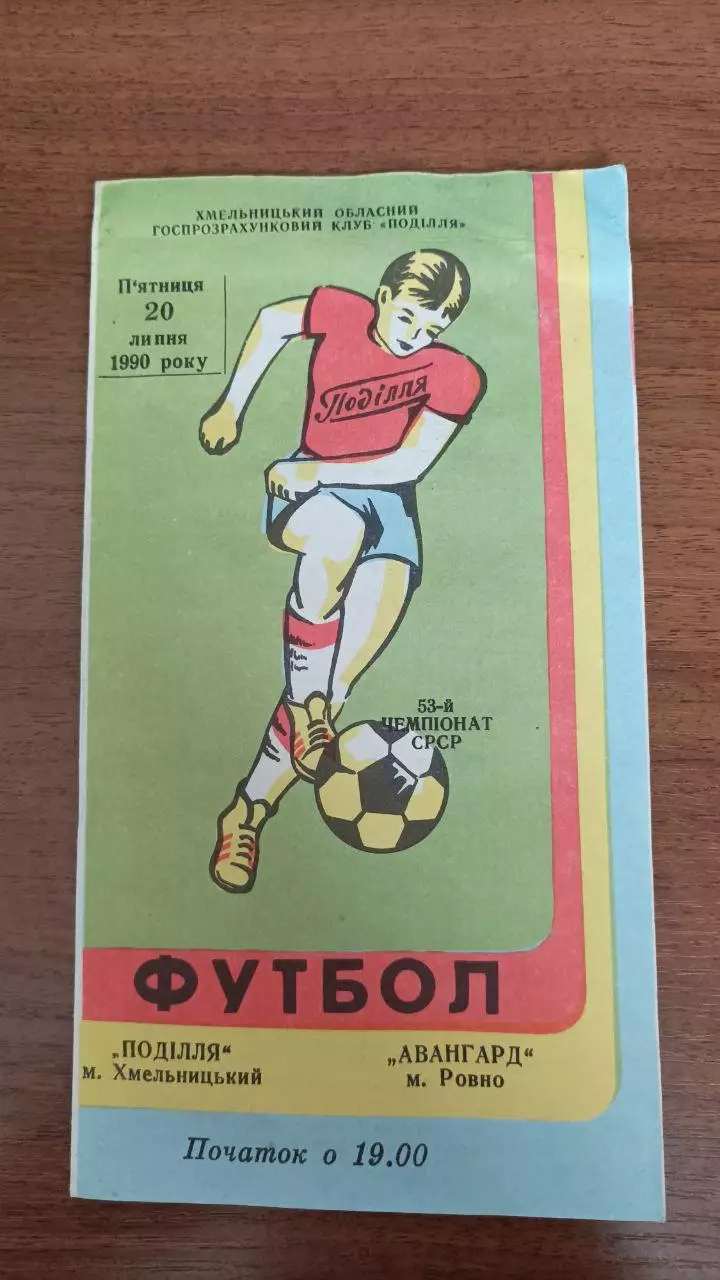 ХМЕЛЬНИЦЬКИЙ ОБЛАСНИЙ
ГОСПРОЗРАХУНКОВИЙ КЛУБ «ПОДІЛЛЯ»
П'ятниця
20
липня
1990 року
Поділля
53-й
ЧЕМПІОНАТ
СРСР
ФУТБОЛ
„ПОДІЛЛЯ“
м. Хмельницький
„АВАНГАРД“
м. Ровно
Початок о 19.00